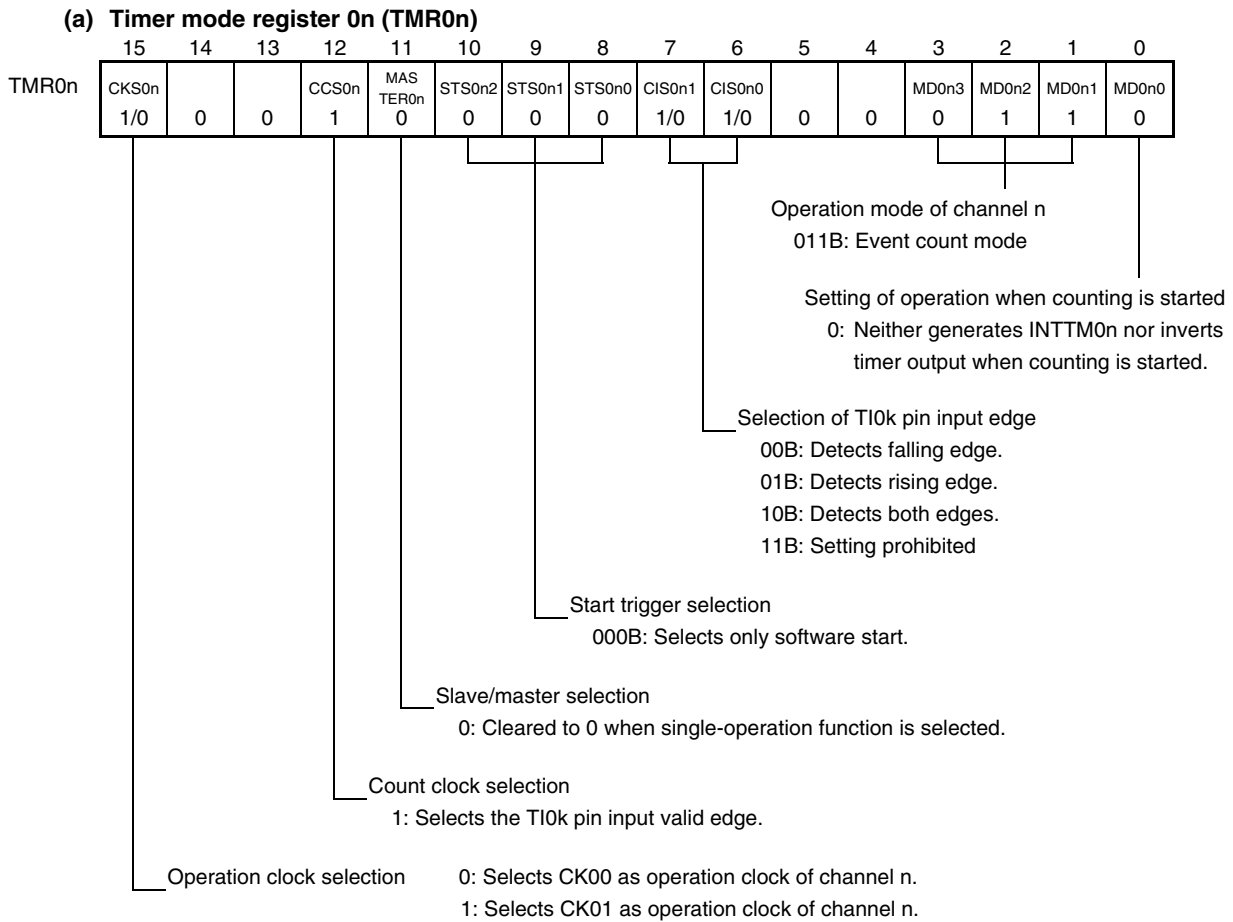 (a) Timer mode register 0n (TMR0n)
15 14 13 12 11 10 9 8 7 6 5 4 3 2 1 0
TMR0n
CKS0n CCS0n MAS TER0n STS0n2 STS0n1 STS0n0 CIS0n1 CIS0n0 MD0n3 MD0n2 MD0n1 MD0n0
1/0 0 0 1 0 0 0 0 1/0 1/0 0 0 0 1 1 0
Operation mode of channel n
011B: Event count mode
Setting of operation when counting is started
0: Neither generates INTTM0n nor inverts
timer output when counting is started.
Selection of TI0k pin input edge
00B: Detects falling edge.
01B: Detects rising edge.
10B: Detects both edges.
11B: Setting prohibited
Start trigger selection
000B: Selects only software start.
Slave/master selection
0: Cleared to 0 when single-operation function is selected.
Count clock selection
1: Selects the TI0k pin input valid edge.
Operation clock selection 0: Selects CK00 as operation clock of channel n.
1: Selects CK01 as operation clock of channel n.